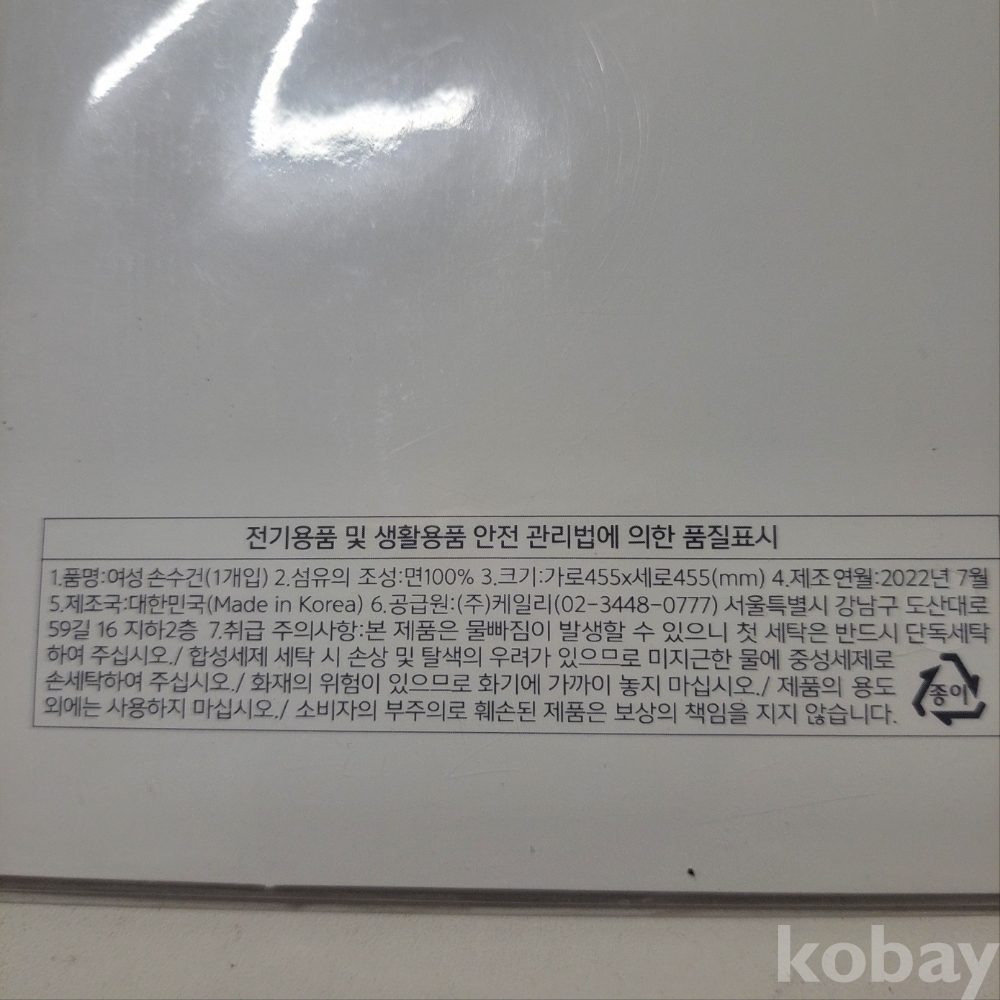 전기용품 및 생활용품 안전 관리법에 의한 품질표시
1.품명:여성 손수건(1개입) 2.섬유의 조성:면100% 3.크기:가로455x세로455(mm) 4.제조연월:2022년 7월
5.제조국:대한민국(Made in Korea) 6.공급원:(주)케일리(02-3448-0777) 서울특별시 강남구 도산대로
59길 16 지하2층 7.취급 주의사항:본 제품은 물빠짐이 발생할 수 있으니 첫 세탁은 반드시 단독세탁
하여 주십시오./ 합성세제 세탁 시 손상 및 탈색의 우려가 있으므로 미지근한 물에 중성세제로
손세탁하여 주십시오./ 화재의 위험이 있으므로 화기에 가까이 놓지 마십시오./ 제품의 용도
외에는 사용하지 마십시오./ 소비자의 부주의로 훼손된 제품은 보상의 책임을 지지 않습니다.
종이
kobay